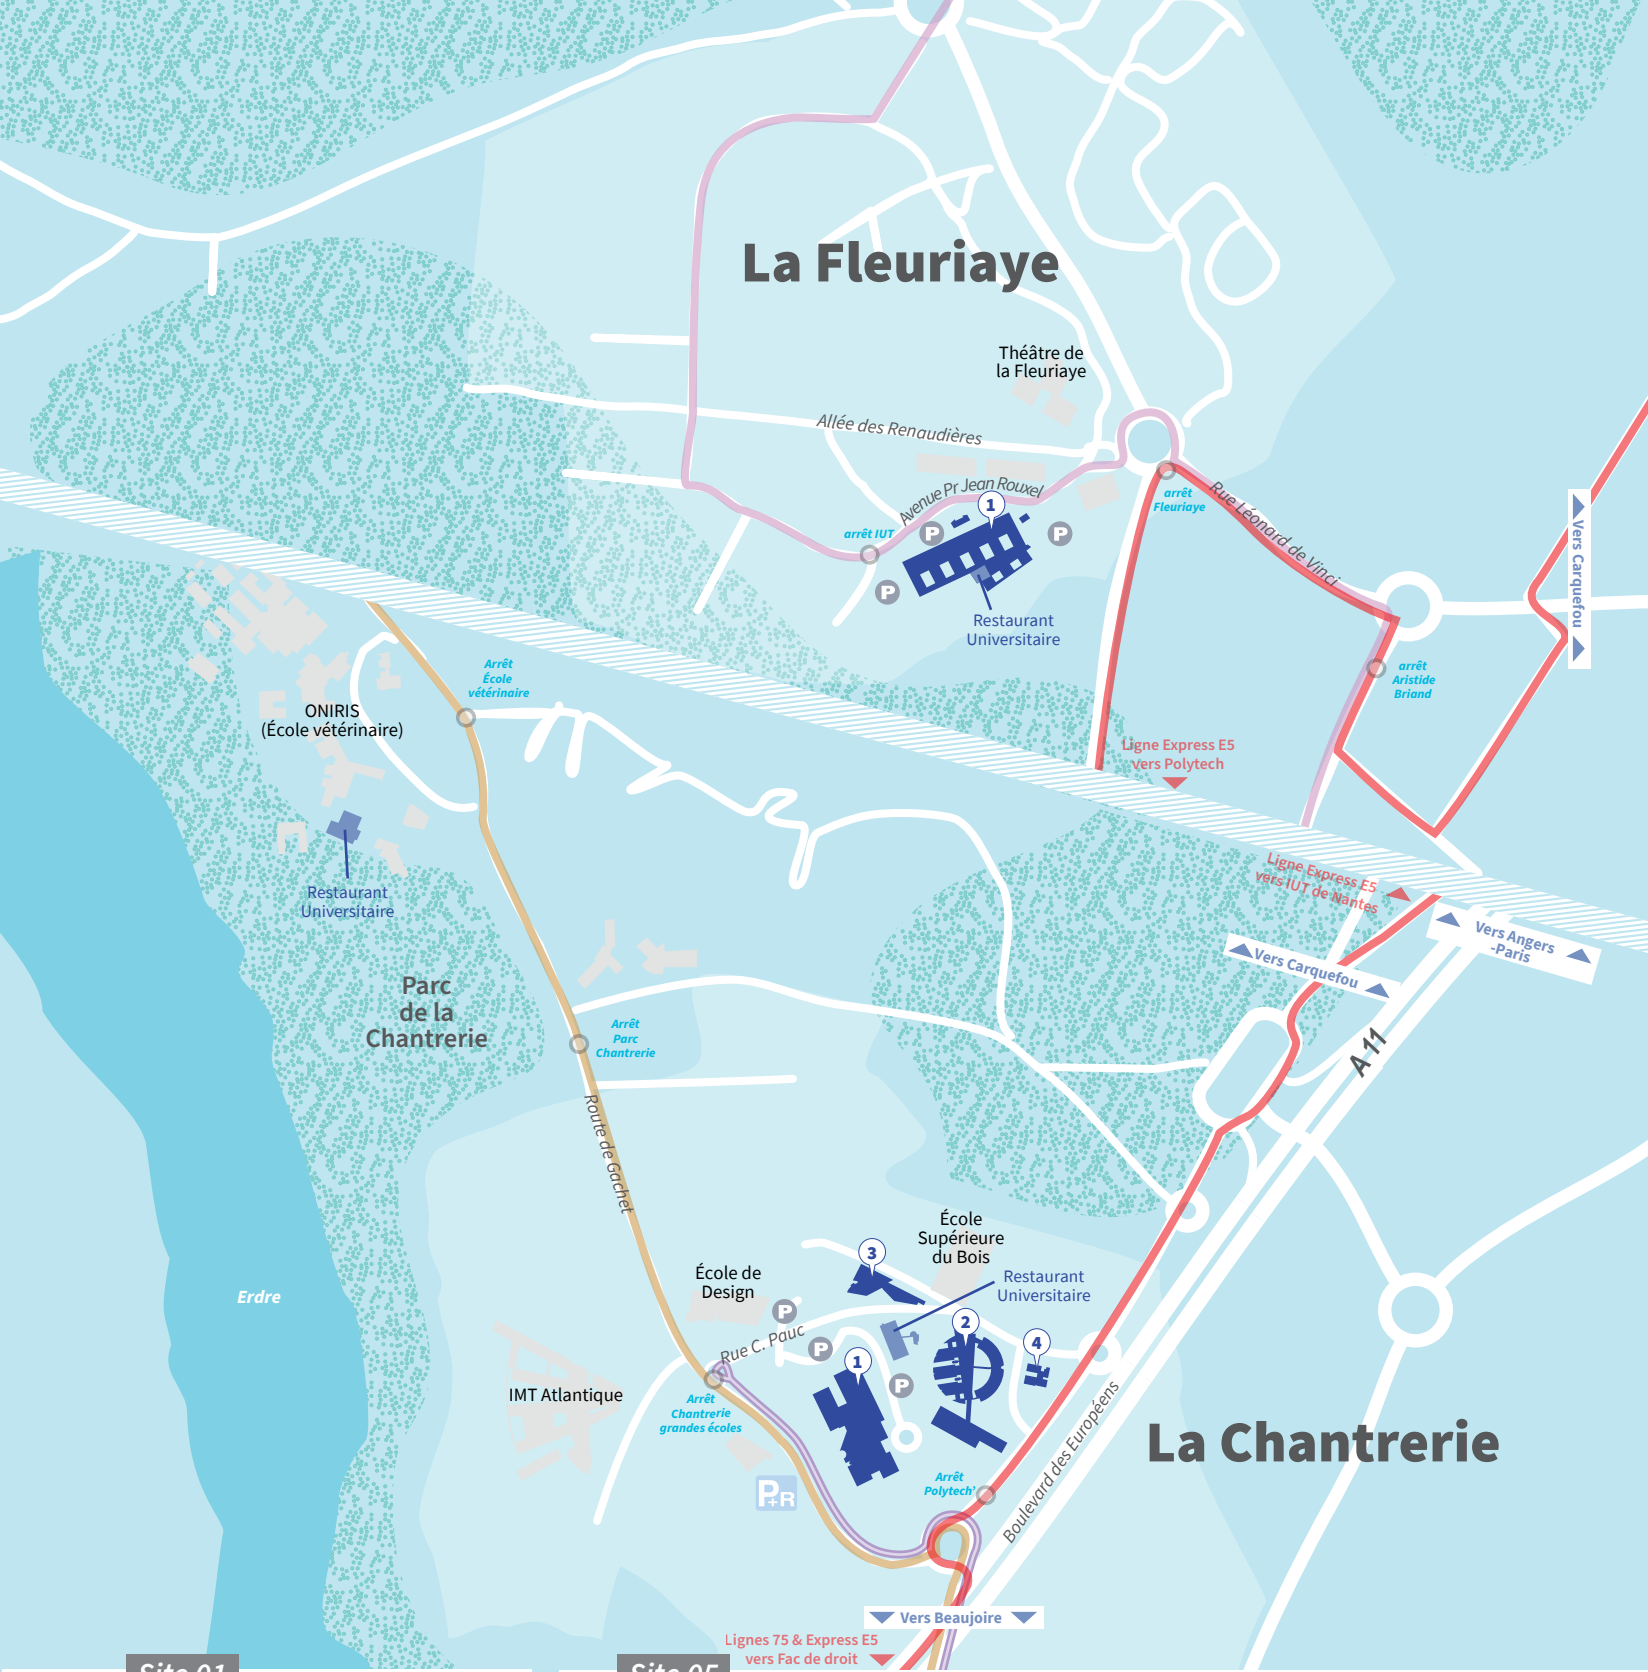 La Fleuriaye
Théâtre de
la Fleuriaye
Allée des Renaudières
Avenue Pr Jean Rouxel
1
P
P
P
arrêt IUT
arrêt
Fleuriaye
Rue Léonard de Vinci
Vers Carquefou
Restaurant
Universitaire
arrêt
Aristide
Briand
Arrêt
École
vétérinaire
ONIRIS
(École vétérinaire)
Ligne Express E5
vers Polytech
Restaurant
Universitaire
Ligne Express E5
vers IUT de Nantes
Vers Angers
-Paris
Vers Carquefou
Parc
de la
Chantrerie
Arrêt
Parc
Chantrerie
A 11
Route de Gachet
École
Supérieure
du Bois
3
École de
Design
Restaurant
Universitaire
Erdre
P
2
Rue C. Pauc
P
4
1
P
IMT Atlantique
Arrêt
Chantrerie
grandes écoles
La Chantrerie
Boulevard des Européens
Arrêt
Polytech'
P+R
Vers Beaujoire
Lignes 75 & Express E5
vers Fac de droit
Site 01
Site 05